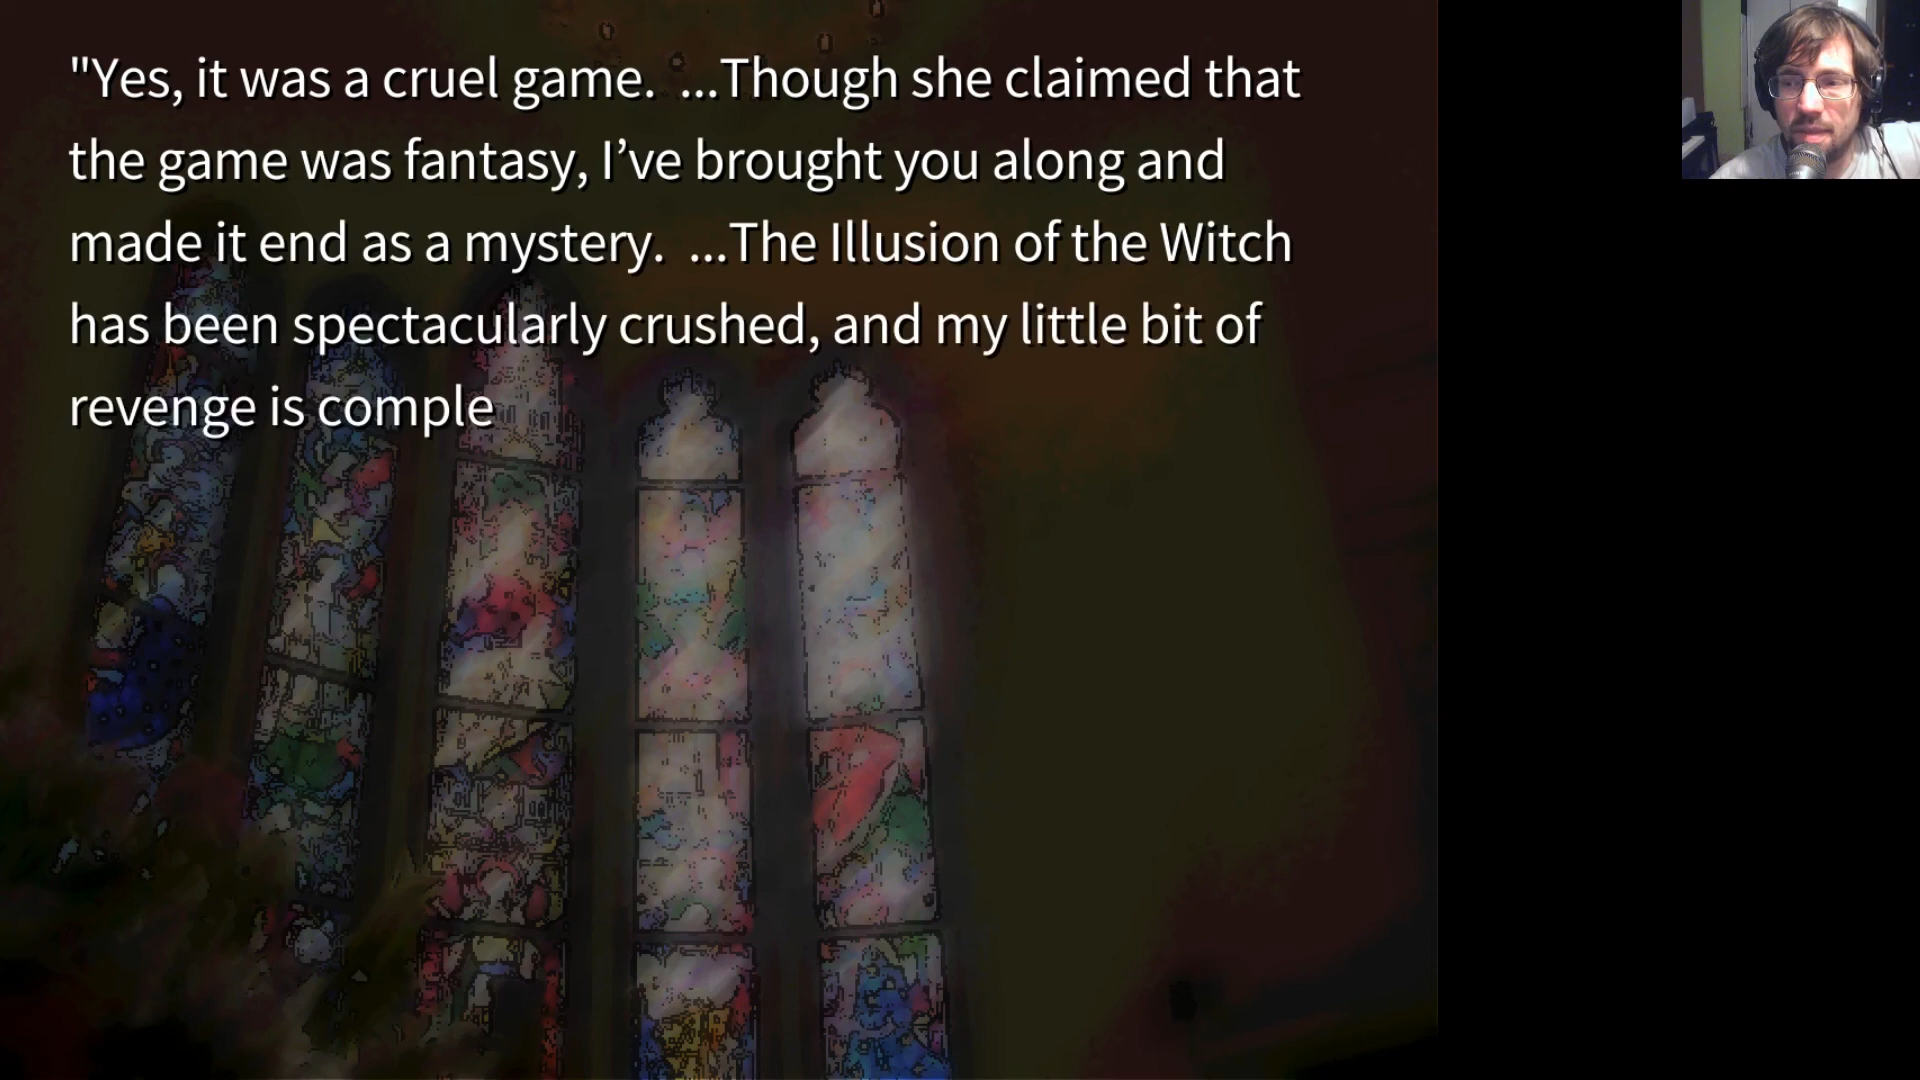 "Yes, it was a cruel game.  ...Though she claimed that
the game was fantasy, I’ve brought you along and
made it end as a mystery.  ...The Illusion of the Witch
has been spectacularly crushed, and my little bit of
revenge is comple